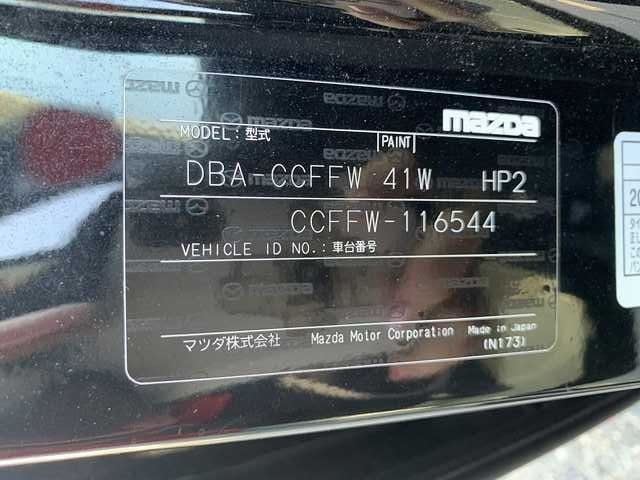 mazda
MODEL:型式 PAINT
DBA-CCFFW 41W HP2
CCFFW-116544
VEHICLE ID NO.:車台番号
マツダ株式会社 Mazda Motor Corporation Made in Japan
(N173)
20